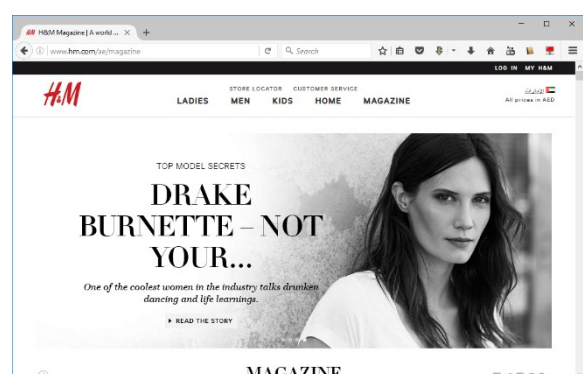 H&M Magazine | A world ...
www.hm.com/ae/magazine
Search
LOG IN MY H&M
H&M
STORE LOCATOR CUSTOMER SERVICE
LADIES MEN KIDS HOME MAGAZINE
الإمارات
All prices in AED
TOP MODEL SECRETS
DRAKE
BURNETTE – NOT
YOUR...
One of the coolest women in the industry talks drunken
dancing and life learnings.
READ THE STORY
MAGAZINE